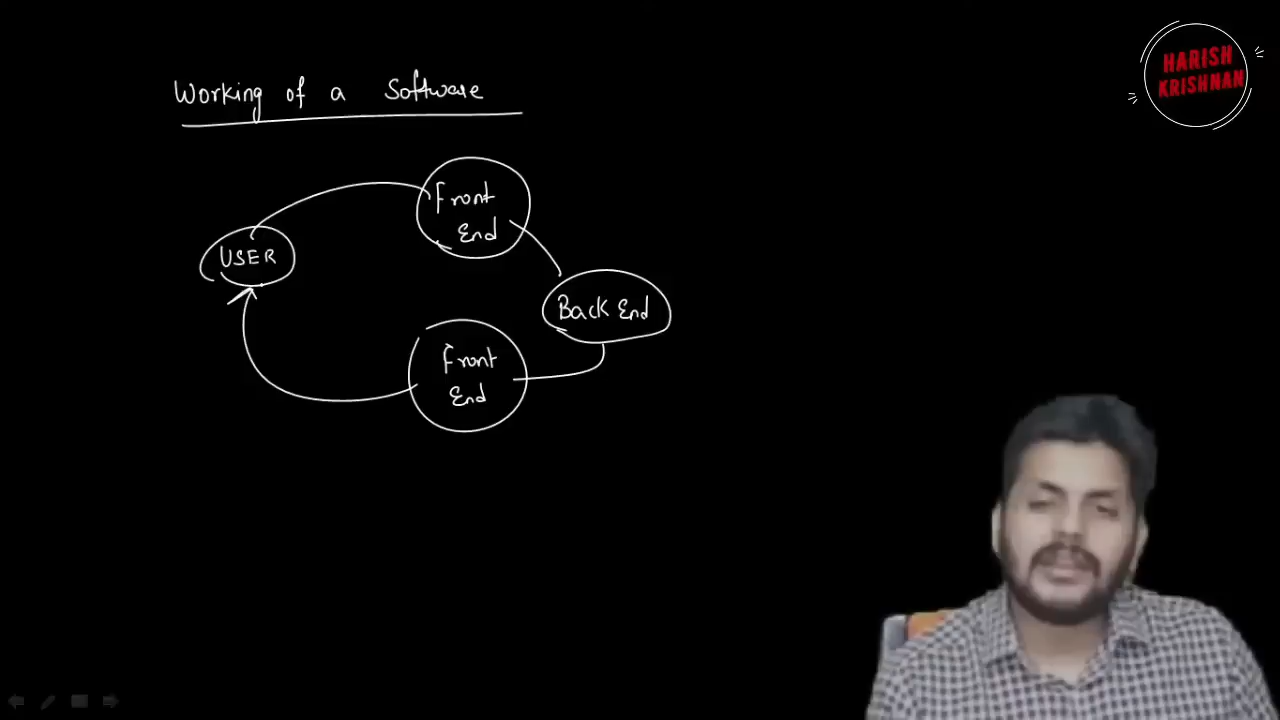 Working of a Software
HARISH
KRISHNAN
Front
End
USER
Back End
Front
End